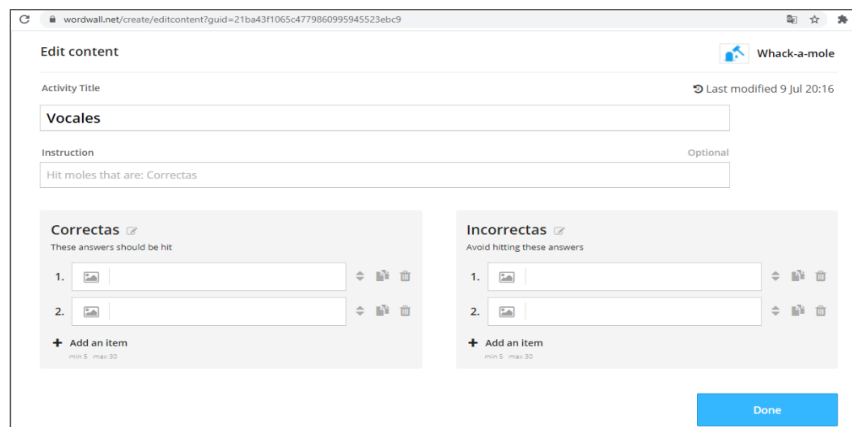 wordwall.net/create/editcontent?guid=21ba43f1065c4779860995945523ebc9
Edit content
Whack-a-mole
Activity Title
Last modified 9 Jul 20:16
Vocales
Instruction
Optional
Hit moles that are: Correctas
Correctas
These answers should be hit
1.
2.
+ Add an item
min 5 max 30
Incorrectas
Avoid hitting these answers
1.
2.
+ Add an item
min 5 max 30
Done